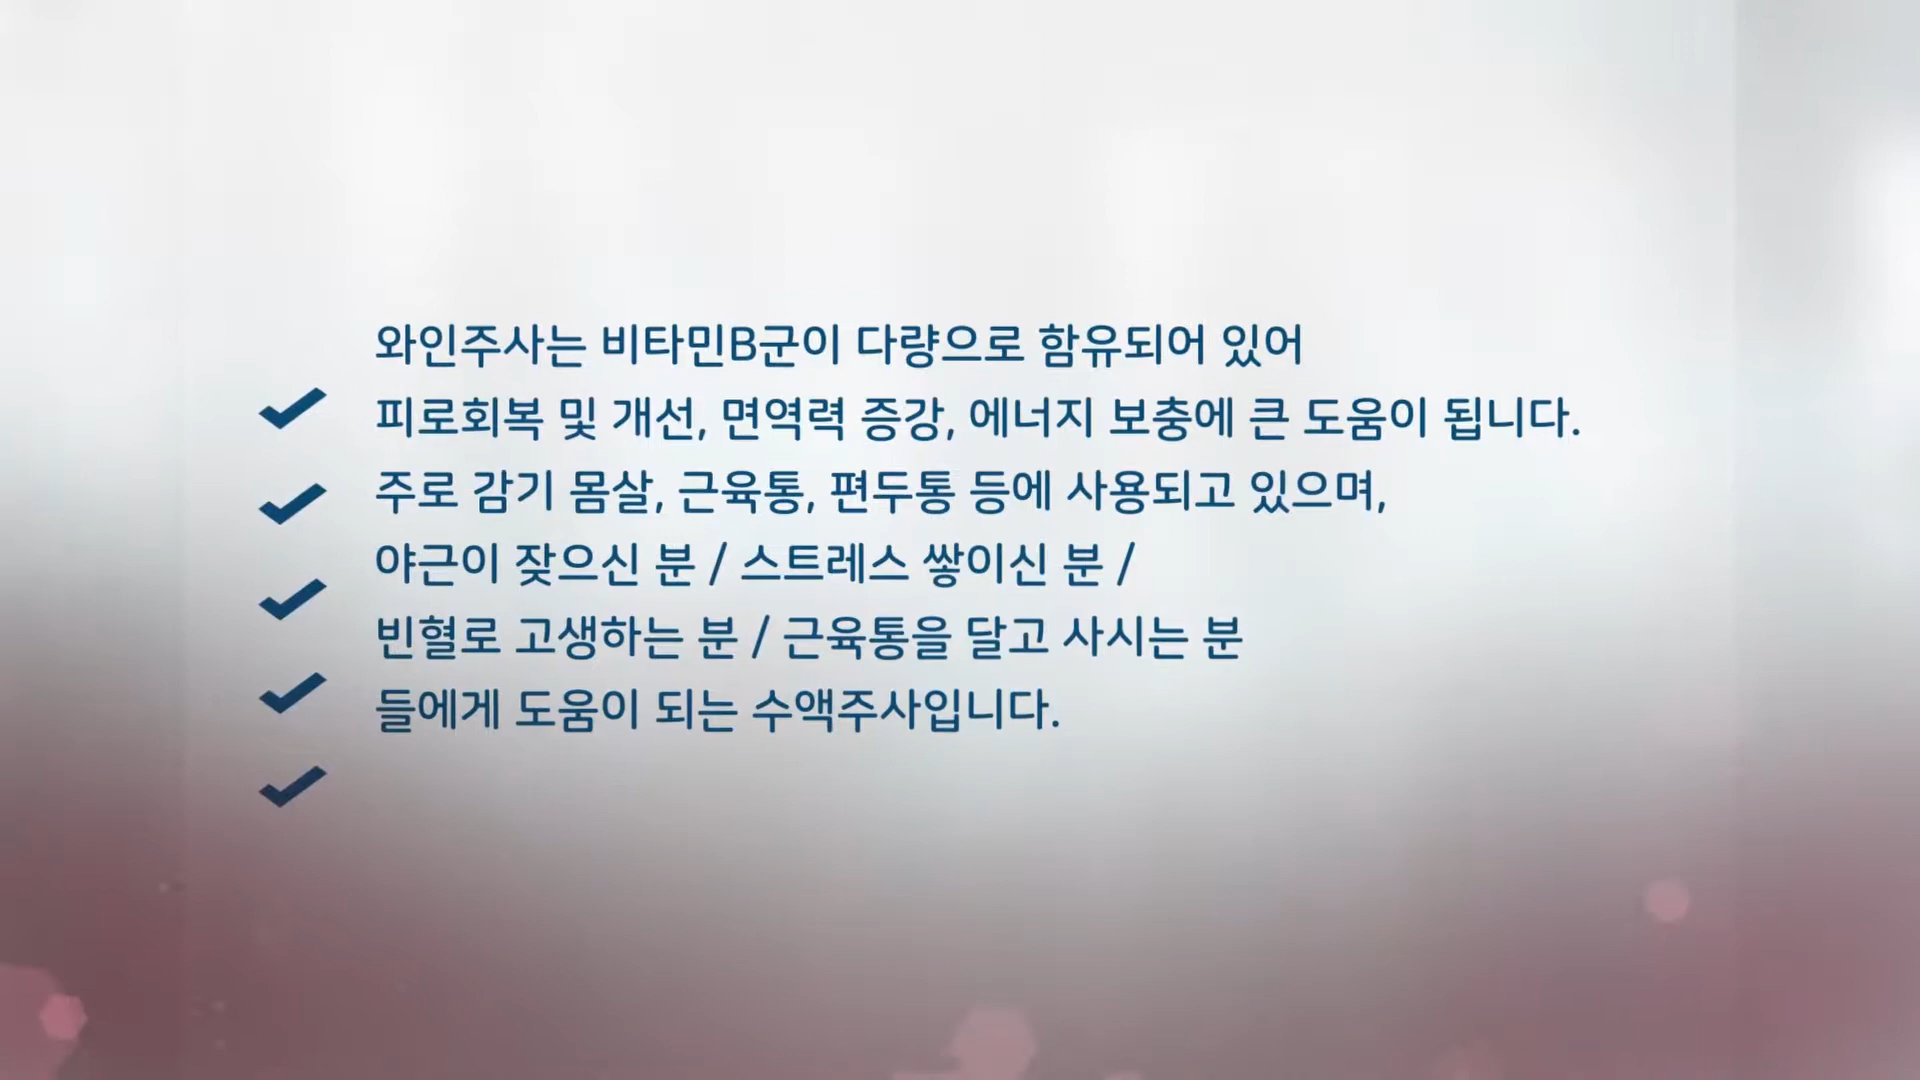 와인주사는 비타민B군이 다량으로 함유되어 있어
피로회복 및 개선, 면역력 증강, 에너지 보충에 큰 도움이 됩니다.
주로 감기 몸살, 근육통, 편두통 등에 사용되고 있으며,
야근이 잦으신 분 / 스트레스 쌓이신 분 /
빈혈로 고생하는 분 / 근육통을 달고 사시는 분
들에게 도움이 되는 수액주사입니다.